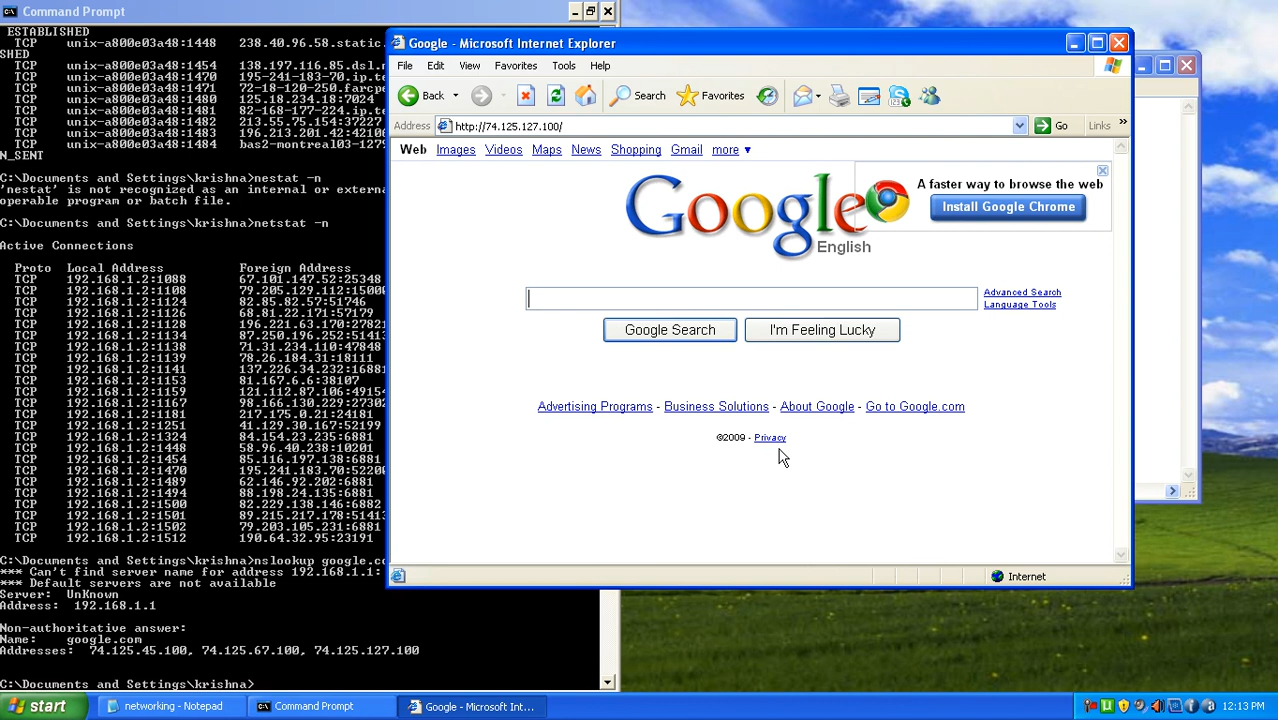 Command Prompt
ESTABLISHED
TCP unix-a800e03a48:1448 238.40.96.58.static.
SHED
TCP unix-a800e03a48:1454 138.197.116.85.dsl.
TCP unix-a800e03a48:1470 195-241-183-70.ip.te
TCP unix-a800e03a48:1471 72-18-120-250.farcpe
TCP unix-a800e03a48:1480 125.18.234.18:7024
TCP unix-a800e03a48:1481 82-168-177-224.ip.te
TCP unix-a800e03a48:1482 213.55.75.154:37227
TCP unix-a800e03a48:1483 196.213.201.42:42106
TCP unix-a800e03a48:1484 bas2-montreal03-1279
N_SENT
C:\Documents and Settings\krishna>nestat -n
'nestat' is not recognized as an internal or extern
operable program or batch file.
C:\Documents and Settings\krishna>netstat -n
Active Connections
Proto Local Address Foreign Address
TCP 192.168.1.2:1088 67.101.147.52:25348
TCP 192.168.1.2:1108 79.205.129.112:1500
TCP 192.168.1.2:1124 82.85.82.57:51746
TCP 192.168.1.2:1126 68.81.22.171:31179
TCP 192.168.1.2:1128 196.221.63.170:27821
TCP 192.168.1.2:1134 87.250.196.252:51413
TCP 192.168.1.2:1138 71.31.234.110:47848
TCP 192.168.1.2:1139 78.26.184.31:18111
TCP 192.168.1.2:1141 137.226.34.232:16881
TCP 192.168.1.2:1153 81.167.6.6:38107
TCP 192.168.1.2:1159 121.112.87.106:49154
TCP 192.168.1.2:1167 98.166.130.229:27302
TCP 192.168.1.2:1181 217.175.0.21:24181
TCP 192.168.1.2:1251 41.129.30.167:52199
TCP 192.168.1.2:1324 84.154.23.235:6881
TCP 192.168.1.2:1448 58.96.40.238:10201
TCP 192.168.1.2:1454 85.116.197.138:6881
TCP 192.168.1.2:1470 195.241.183.70:52200
TCP 192.168.1.2:1489 62.146.92.202:6881
TCP 192.168.1.2:1494 88.198.24.135:6881
TCP 192.168.1.2:1500 82.229.138.146:6882
TCP 192.168.1.2:1501 89.215.233.69:51413
TCP 192.168.1.2:1502 79.203.105.231:6881
TCP 192.168.1.2:1512 190.64.32.95:23191
C:\Documents and Settings\krishna>nslookup google.co
*** Can't find server name for address 192.168.1.1:
*** Default servers are not available
Server: UnKnown
Address: 192.168.1.1
Non-authoritative answer:
Name: google.com
Addresses: 74.125.45.100, 74.125.67.100, 74.125.127.100
C:\Documents and Settings\krishna>
Google - Microsoft Internet Explorer
File Edit View Favorites Tools Help
Back Search Favorites
Address http://74.125.127.100/ Go Links »
Web Images Videos Maps News Shopping Gmail more ▼
A faster way to browse the web
Install Google Chrome
Google
English
Advanced Search
Language Tools
Google Search I'm Feeling Lucky
Advertising Programs - Business Solutions - About Google - Go to Google.com
©2009 - Privacy
Internet
start networking - Notepad Command Prompt Google - Microsoft Int... 12:13 PM